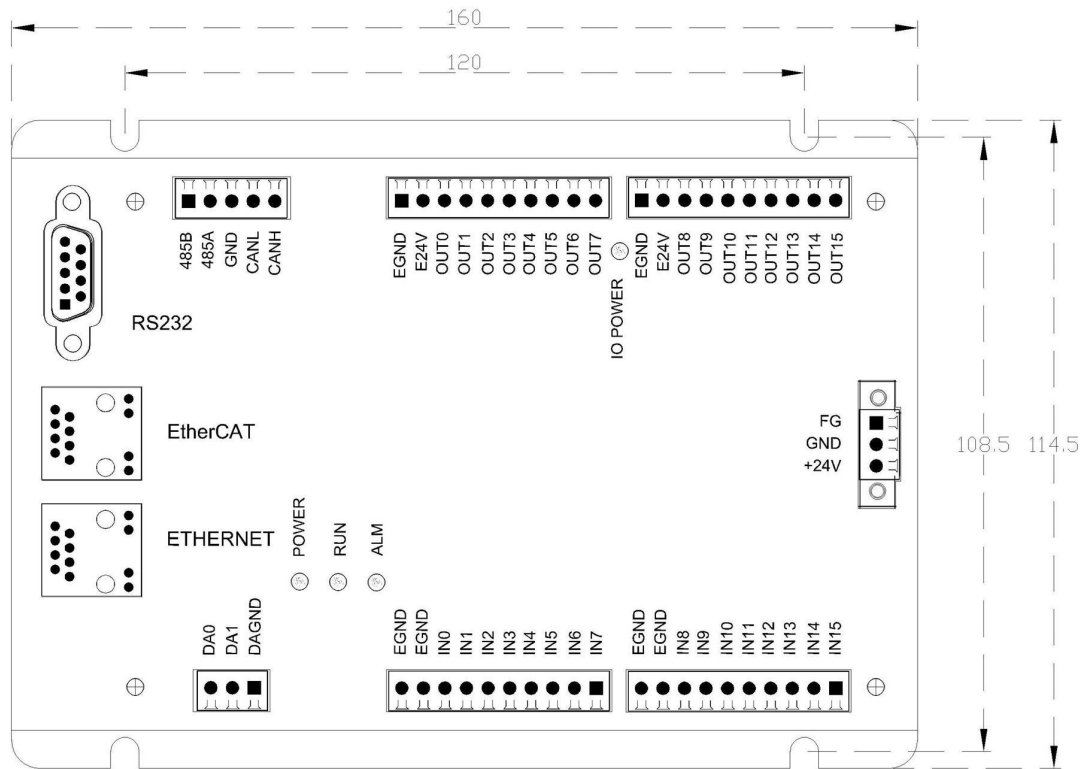 160
120
485B
485A
GND
CANL
CANH
EGND
E24V
OUT0
OUT1
OUT2
OUT3
OUT4
OUT5
OUT6
OUT7
EGND
E24V
OUT8
OUT9
OUT10
OUT11
OUT12
OUT13
OUT14
OUT15
IO POWER
RS232
EtherCAT
FG
GND
+24V
108.5
114.5
ETHERNET
POWER
RUN
ALM
DA0
DA1
DAGND
EGND
EGND
IN0
IN1
IN2
IN3
IN4
IN5
IN6
IN7
EGND
EGND
IN8
IN9
IN10
IN11
IN12
IN13
IN14
IN15